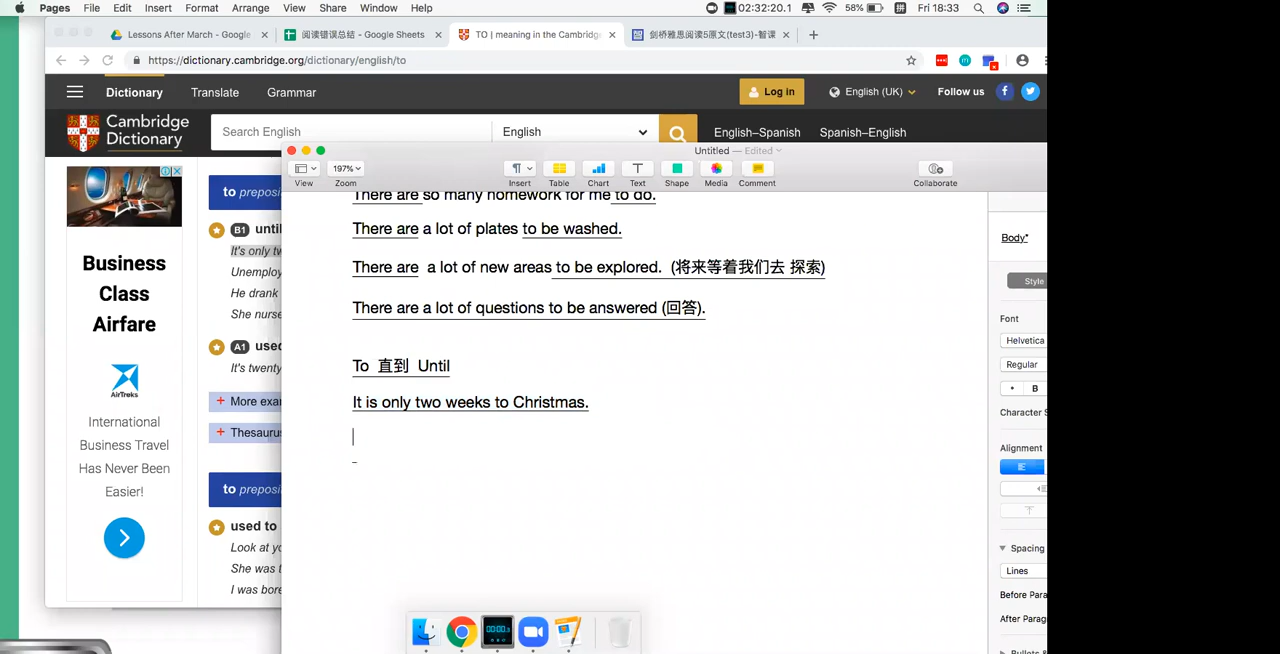 Pages File Edit Insert Format Arrange View Share Window Help 02:32:20.1 58% 拼 Fri 18:33
Lessons After March - Google 阅读错误总结 - Google Sheets TO | meaning in the Cambridge 剑桥雅思阅读5原文(test3)-智课
https://dictionary.cambridge.org/dictionary/english/to
Dictionary Translate Grammar Log in English (UK) Follow us
Cambridge Dictionary Search English English English–Spanish Spanish–English
Untitled — Edited
197%
View Zoom Insert Table Chart Text Shape Media Comment Collaborate
Business
Class
Airfare
AirTreks
International
Business Travel
Has Never Been
Easier!
to
B1
It's only
Unemploy
He drank
She nurse
A1 used
It's twenty
+ More
+ Thesaurus
to
used to
Look at
She was
I was
There are so many homework for me to do.
There are a lot of plates to be washed.
There are a lot of new areas to be explored. (将来等着我们去 探索)
There are a lot of questions to be answered (回答).
To 直到 Until
It is only two weeks to Christmas.
Body*
Style
Font
Helvetica
Regular
B
Character
Alignment
Spacing
Lines
Before
After
00:00